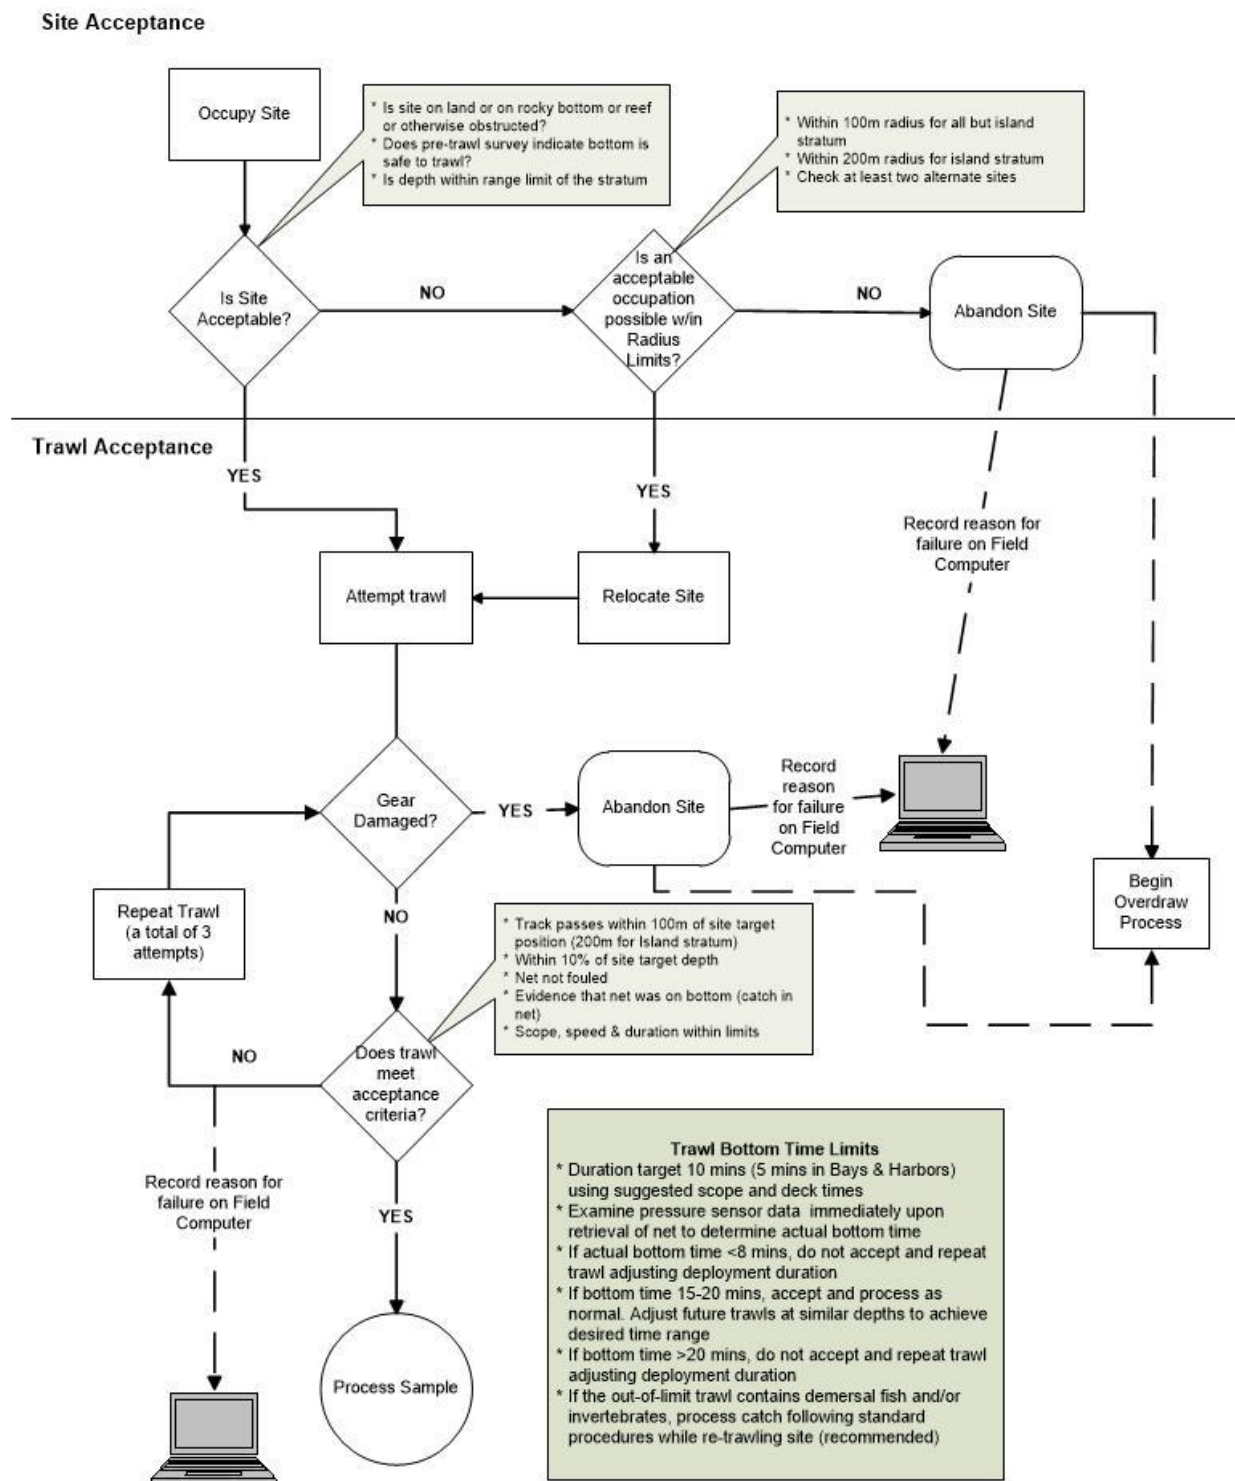 Site Acceptance
Occupy Site
* Is site on land or on rocky bottom or reef
or otherwise obstructed?
* Does pre-trawl survey indicate bottom is
safe to trawl?
* Is depth within range limit of the stratum
* Within 100m radius for all but island
stratum
* Within 200m radius for island stratum
* Check at least two alternate sites
Is Site
Acceptable?
NO
Is an
acceptable
occupation
possible w/in
Radius
Limits?
NO
Abandon Site
Trawl Acceptance
YES
YES
Record reason for
failure on Field
Computer
Attempt trawl
Relocate Site
Gear
Damaged?
YES
Abandon Site
Record
reason
for failure
on Field
Computer
Begin
Overdraw
Process
Repeat Trawl
(a total of 3
attempts)
NO
* Track passes within 100m of site target
position (200m for Island stratum)
* Within 10% of site target depth
* Net not fouled
* Evidence that net was on bottom (catch in
net)
* Scope, speed & duration within limits
NO
Does trawl
meet
acceptance
criteria?
Record reason for
failure on Field
Computer
YES
Process Sample
Trawl Bottom Time Limits
* Duration target 10 mins (5 mins in Bays & Harbors)
using suggested scope and deck times
* Examine pressure sensor data immediately upon
retrieval of net to determine actual bottom time
* If actual bottom time <8 mins, do not accept and repeat
trawl adjusting deployment duration
* If bottom time 15-20 mins, accept and process as
normal. Adjust future trawls at similar depths to achieve
desired time range
* If bottom time >20 mins, do not accept and repeat trawl
adjusting deployment duration
* If the out-of-limit trawl contains demersal fish and/or
invertebrates, process catch following standard
procedures while re-trawling site (recommended)